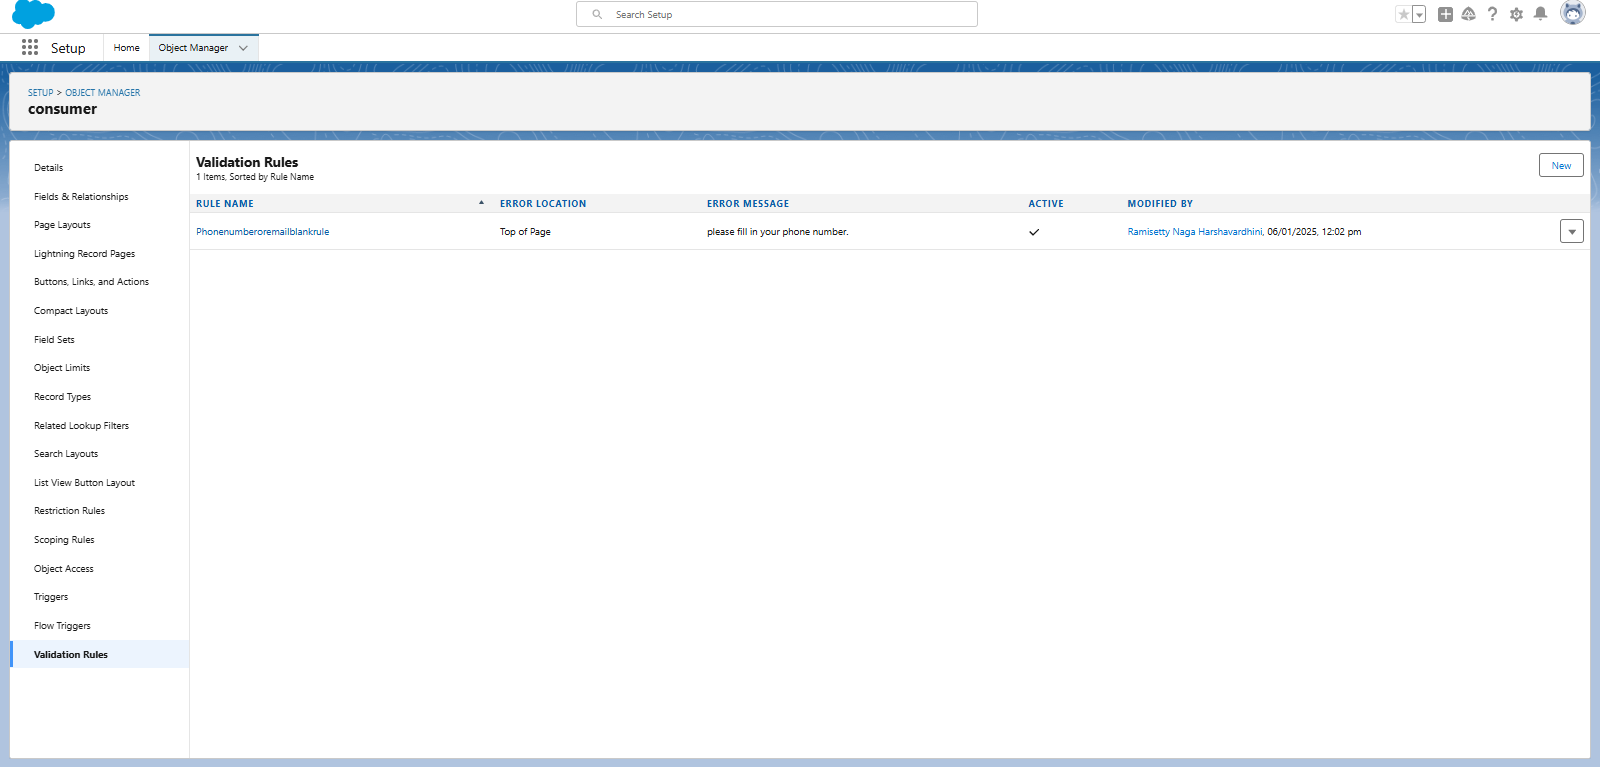 Search Setup
Setup
Home
Object Manager
SETUP > OBJECT MANAGER
consumer
Details
Fields & Relationships
Page Layouts
Lightning Record Pages
Buttons, Links, and Actions
Compact Layouts
Field Sets
Object Limits
Record Types
Related Lookup Filters
Search Layouts
List View Button Layout
Restriction Rules
Scoping Rules
Object Access
Triggers
Flow Triggers
Validation Rules
Validation Rules
1 Items, Sorted by Rule Name
New
RULE NAME ERROR LOCATION ERROR MESSAGE ACTIVE MODIFIED BY
Phonenumberoremailblankrule Top of Page please fill in your phone number. Ramisetty Naga Harshavardhini, 06/01/2025, 12:02 pm